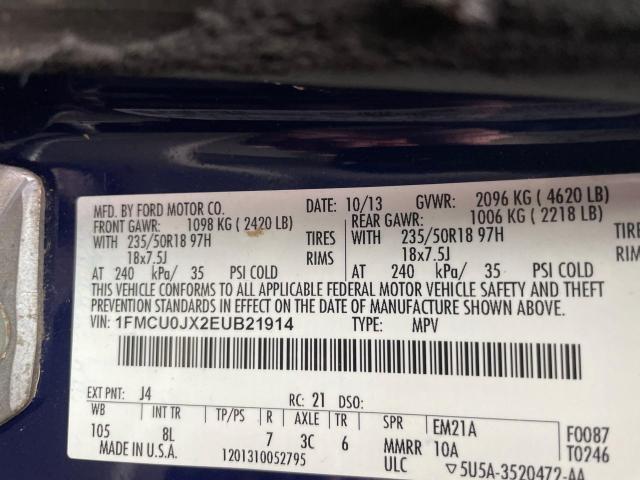 MFD. BY FORD MOTOR CO. DATE: 10/13 GVWR: 2096 KG ( 4620 LB)
FRONT GAWR: 1098 KG ( 2420 LB) REAR GAWR: 1006 KG ( 2218 LB)
WITH 235/50R18 97H TIRES WITH 235/50R18 97H
18x7.5J RIMS 18x7.5J
AT 240 kPa/ 35 PSI COLD AT 240 kPa/ 35 PSI COLD
THIS VEHICLE CONFORMS TO ALL APPLICABLE FEDERAL MOTOR VEHICLE SAFETY AND THEFT
PREVENTION STANDARDS IN EFFECT ON THE DATE OF MANUFACTURE SHOWN ABOVE.
VIN: 1FMCU0JX2EUB21914 TYPE: MPV
EXT PNT: J4 RC: 21 DSO:
WB INT TR TP/PS R AXLE TR SPR EM21A F0087
105 8L 7 3C 6 MMRR 10A T0246
MADE IN U.S.A. 1201310052795 ULC ▽5U5A-3520472-AA